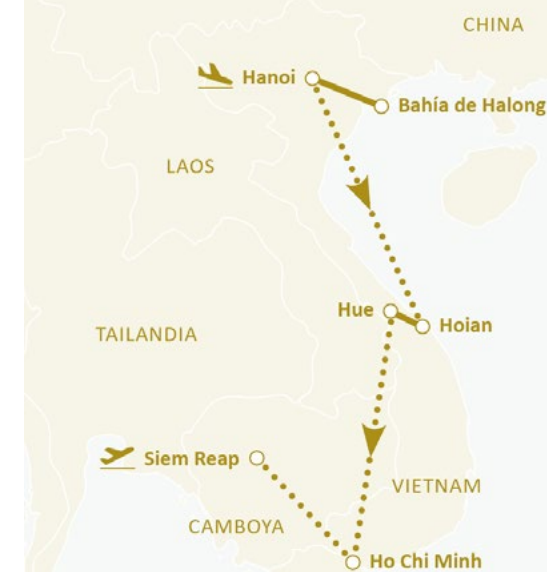 CHINA
Hanoi
Bahía de Halong
LAOS
Hue
Hoian
TAILANDIA
Siem Reap
VIETNAM
CAMBOYA
Ho Chi Minh